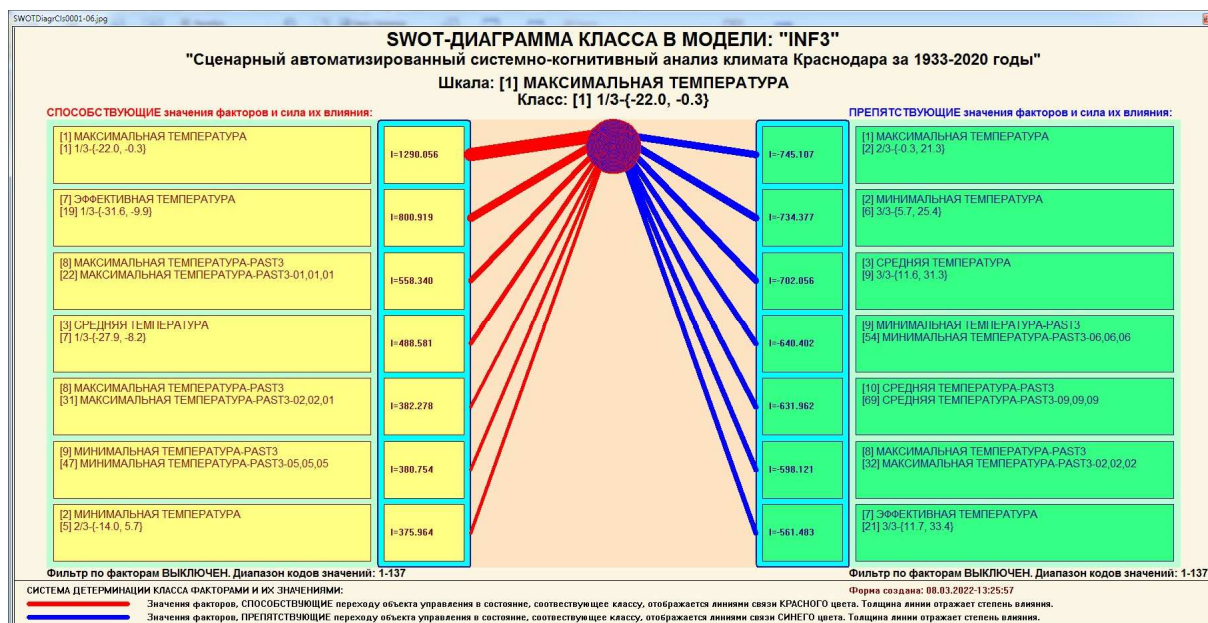 SWOTDiagrCls0001-06.jpg
SWOT-ДИАГРАММА КЛАССА В МОДЕЛИ: "INF3"
"Сценарный автоматизированный системно-когнитивный анализ климата Краснодара за 1933-2020 годы"
Шкала: [1] МАКСИМАЛЬНАЯ ТЕМПЕРАТУРА
Класс: [1] 1/3-{-22.0, -0.3}
СПОСОБСТВУЮЩИЕ значения факторов и сила их влияния:
[1] МАКСИМАЛЬНАЯ ТЕМПЕРАТУРА
[1] 1/3-{-22.0, -0.3}
I=1290.056
[7] ЭФФЕКТИВНАЯ ТЕМПЕРАТУРА
[19] 1/3-{-31.6, -9.9}
I=800.919
[8] МАКСИМАЛЬНАЯ ТЕМПЕРАТУРА-PAST3
[22] МАКСИМАЛЬНАЯ ТЕМПЕРАТУРА-PAST3-01,01,01
I=558.340
[3] СРЕДНЯЯ ТЕМПЕРАТУРА
[7] 1/3-{-27.9, -8.2}
I=488.581
[8] МАКСИМАЛЬНАЯ ТЕМПЕРАТУРА-PAST3
[31] МАКСИМАЛЬНАЯ ТЕМПЕРАТУРА-PAST3-02,02,01
I=382.278
[9] МИНИМАЛЬНАЯ ТЕМПЕРАТУРА-PAST3
[47] МИНИМАЛЬНАЯ ТЕМПЕРАТУРА-PAST3-05,05,05
I=380.754
[2] МИНИМАЛЬНАЯ ТЕМПЕРАТУРА
[5] 2/3-{-14.0, 5.7}
I=375.964
Фильтр по факторам ВЫКЛЮЧЕН. Диапазон кодов значений: 1-137
ПРЕПЯТСТВУЮЩИЕ значения факторов и сила их влияния:
I=-745.107
[1] МАКСИМАЛЬНАЯ ТЕМПЕРАТУРА
[2] 2/3-{-0.3, 21.3}
I=-734.377
[2] МИНИМАЛЬНАЯ ТЕМПЕРАТУРА
[6] 3/3-{5.7, 25.4}
I=-702.056
[3] СРЕДНЯЯ ТЕМПЕРАТУРА
[9] 3/3-{11.6, 31.3}
I=-640.402
[9] МИНИМАЛЬНАЯ ТЕМПЕРАТУРА-PAST3
[54] МИНИМАЛЬНАЯ ТЕМПЕРАТУРА-PAST3-06,06,06
I=-631.962
[10] СРЕДНЯЯ ТЕМПЕРАТУРА-PAST3
[69] СРЕДНЯЯ ТЕМПЕРАТУРА-PAST3-09,09,09
I=-598.121
[8] МАКСИМАЛЬНАЯ ТЕМПЕРАТУРА-PAST3
[32] МАКСИМАЛЬНАЯ ТЕМПЕРАТУРА-PAST3-02,02,02
I=-561.483
[7] ЭФФЕКТИВНАЯ ТЕМПЕРАТУРА
[21] 3/3-{11.7, 33.4}
Фильтр по факторам ВЫКЛЮЧЕН. Диапазон кодов значений: 1-137
СИСТЕМА ДЕТЕРМИНАЦИИ КЛАССА ФАКТОРАМИ И ИХ ЗНАЧЕНИЯМИ:
Форма создана: 08.03.2022-13:25:57
Значения факторов, СПОСОБСТВУЮЩИЕ переходу объекта управления в состояние, соотвествующее классу, отображается линиями связи КРАСНОГО цвета. Толщина линии отражает степень влияния.
Значения факторов, ПРЕПЯТСТВУЮЩИЕ переходу объекта управления в состояние, соотвествующее классу, отображается линиями связи СИНЕГО цвета. Толщина линии отражает степень влияния.